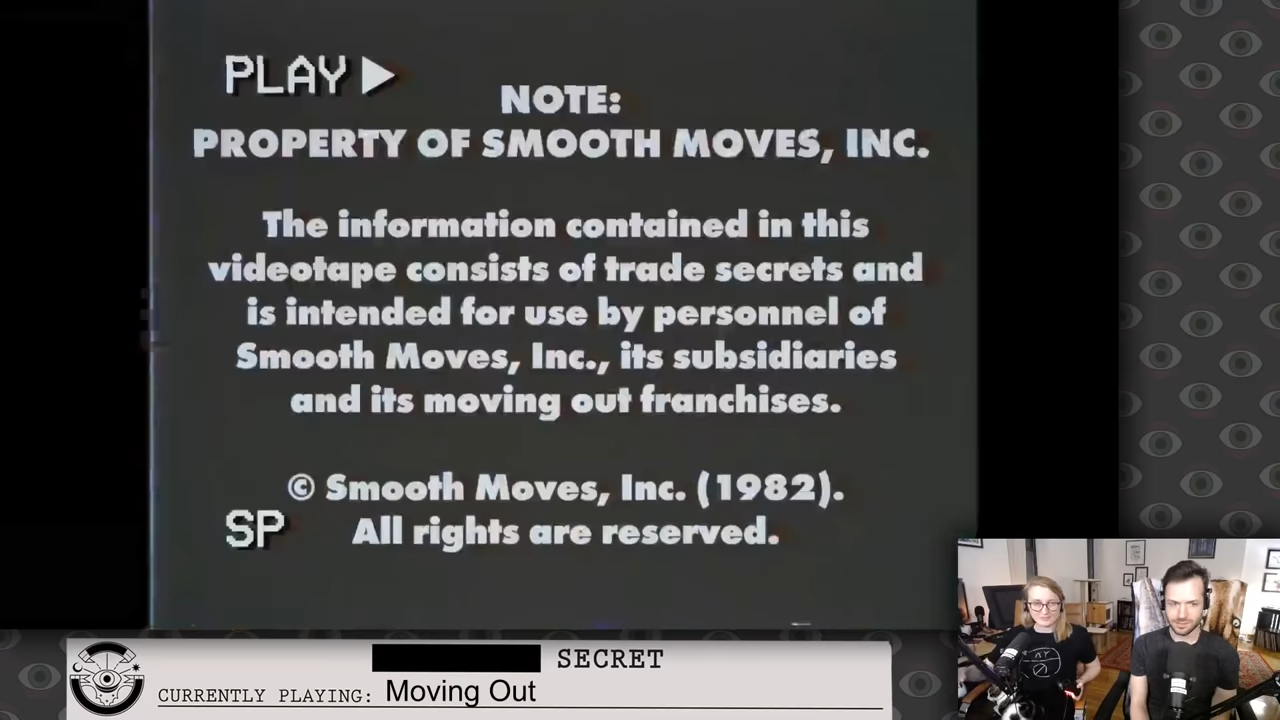 PLAY
NOTE:
PROPERTY OF SMOOTH MOVES, INC.
The information contained in this
videotape consists of trade secrets and
is intended for use by personnel of
Smooth Moves, Inc., its subsidiaries
and its moving out franchises.
© Smooth Moves, Inc. (1982).
SP
All rights are reserved.
SECRET
CURRENTLY PLAYING: Moving Out